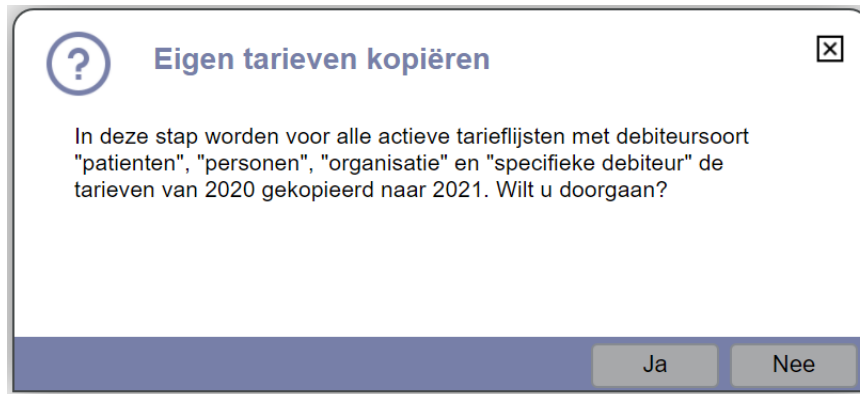 ?
Eigen tarieven kopiëren
In deze stap worden voor alle actieve tarieflijsten met debiteursoort
"patienten", "personen", "organisatie" en "specifieke debiteur" de
tarieven van 2020 gekopieerd naar 2021. Wilt u doorgaan?
Ja
Nee